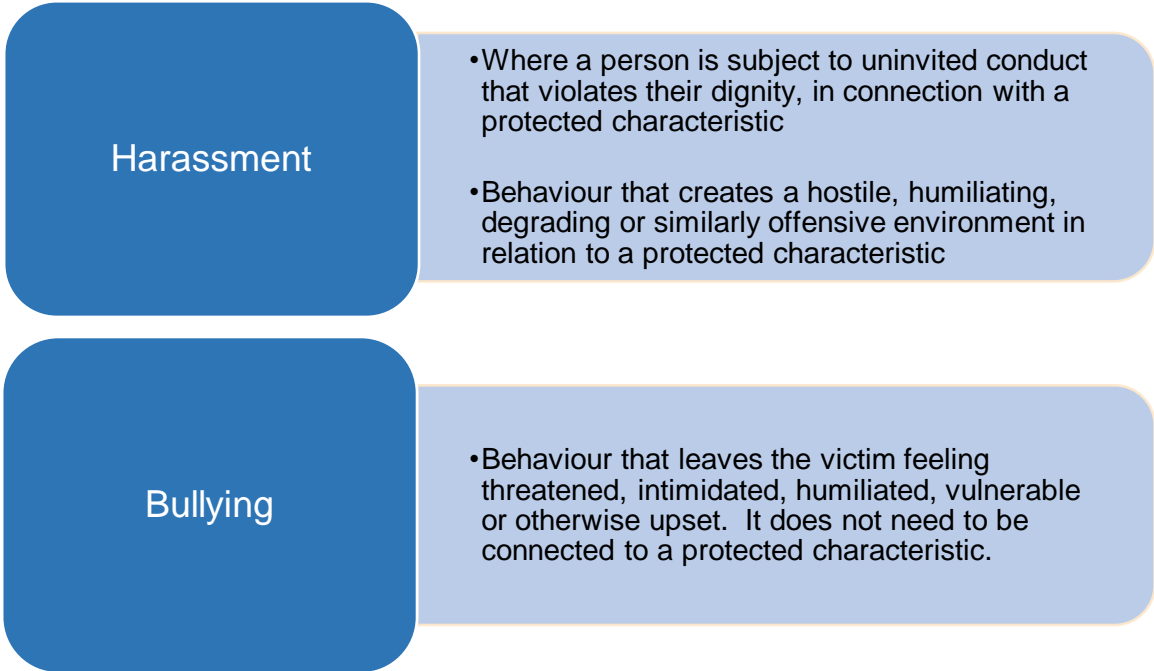 Harassment
•Where a person is subject to uninvited conduct
that violates their dignity, in connection with a
protected characteristic
•Behaviour that creates a hostile, humiliating,
degrading or similarly offensive environment in
relation to a protected characteristic
Bullying
•Behaviour that leaves the victim feeling
threatened, intimidated, humiliated, vulnerable
or otherwise upset.  It does not need to be
connected to a protected characteristic.